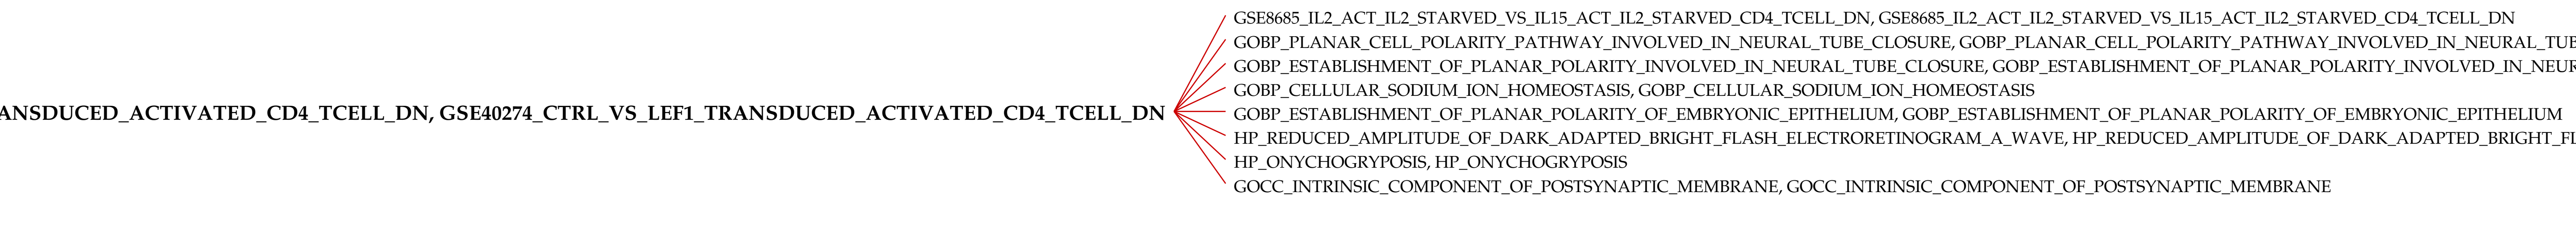 GSE8685_IL2_ACT_IL2_STARVED_VS_IL15_ACT_IL2_STARVED_CD4_TCELL_DN, GSE8685_IL2_ACT_IL2_STARVED_VS_IL15_ACT_IL2_STARVED_CD4_TCELL_DN
GOBP_PLANAR_CELL_POLARITY_PATHWAY_INVOLVED_IN_NEURAL_TUBE_CLOSURE, GOBP_PLANAR_CELL_POLARITY_PATHWAY_INVOLVED_IN_NEURAL_TUB
GOBP_ESTABLISHMENT_OF_PLANAR_POLARITY_INVOLVED_IN_NEURAL_TUBE_CLOSURE, GOBP_ESTABLISHMENT_OF_PLANAR_POLARITY_INVOLVED_IN_NEUR
GOBP_CELLULAR_SODIUM_ION_HOMEOSTASIS, GOBP_CELLULAR_SODIUM_ION_HOMEOSTASIS
ANSDUCED_ACTIVATED_CD4_TCELL_DN, GSE40274_CTRL_VS_LEF1_TRANSDUCED_ACTIVATED_CD4_TCELL_DN
GOBP_ESTABLISHMENT_OF_PLANAR_POLARITY_OF_EMBRYONIC_EPITHELIUM, GOBP_ESTABLISHMENT_OF_PLANAR_POLARITY_OF_EMBRYONIC_EPITHELIUM
HP_REDUCED_AMPLITUDE_OF_DARK_ADAPTED_BRIGHT_FLASH_ELECTRORETINOGRAM_A_WAVE, HP_REDUCED_AMPLITUDE_OF_DARK_ADAPTED_BRIGHT_FL
HP_ONYCHOGRYPOSIS, HP_ONYCHOGRYPOSIS
GOCC_INTRINSIC_COMPONENT_OF_POSTSYNAPTIC_MEMBRANE, GOCC_INTRINSIC_COMPONENT_OF_POSTSYNAPTIC_MEMBRANE